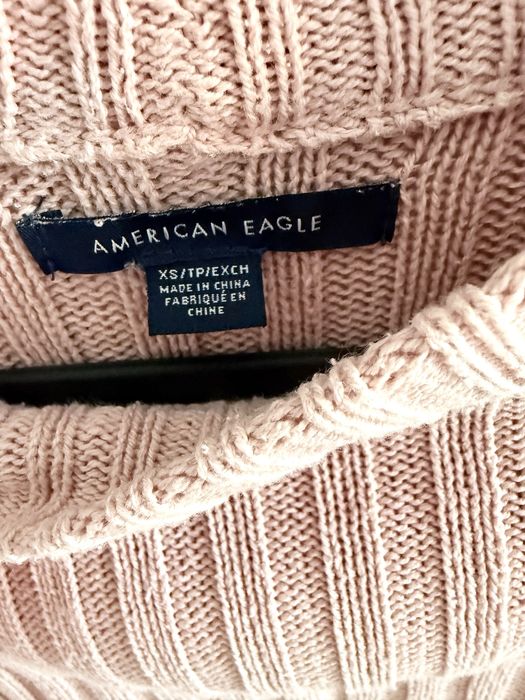 AMERICAN EAGLE
XS/TP/EXCH
MADE IN CHINA
FABRIQUÉ EN
CHINE